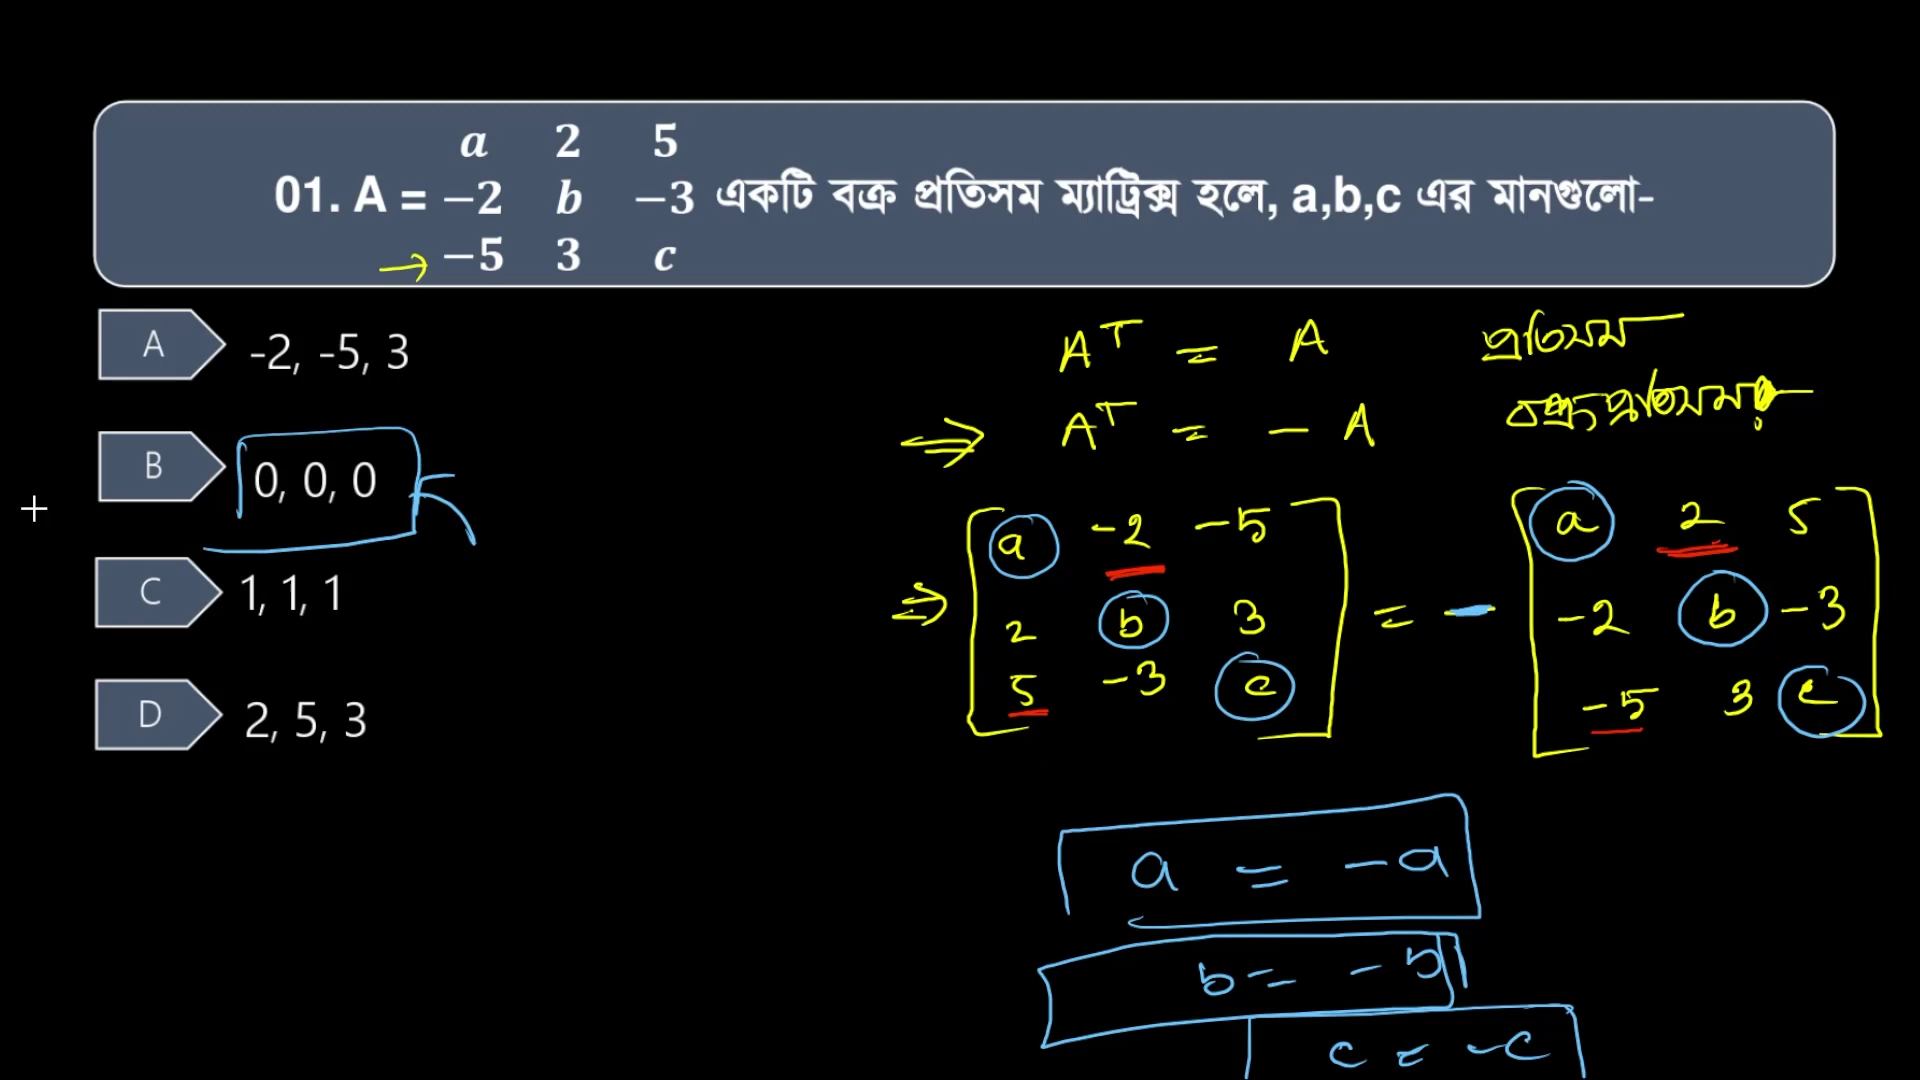 a 2 5
01. A = −2 b −3 একটি বক্র প্রতিসম ম্যাট্রিক্স হলে, a,b,c এর মানগুলো-
−5 3 c
A -2, -5, 3
B 0, 0, 0
C 1, 1, 1
D 2, 5, 3
Aᵀ = A প্রতিসম
⇒ Aᵀ = − A বক্র প্রতিসম
a −2 −5 a 2 5
⇒ 2 b 3 = − −2 b −3
5 −3 c −5 3 c
a = −a
b = −b
c = −c